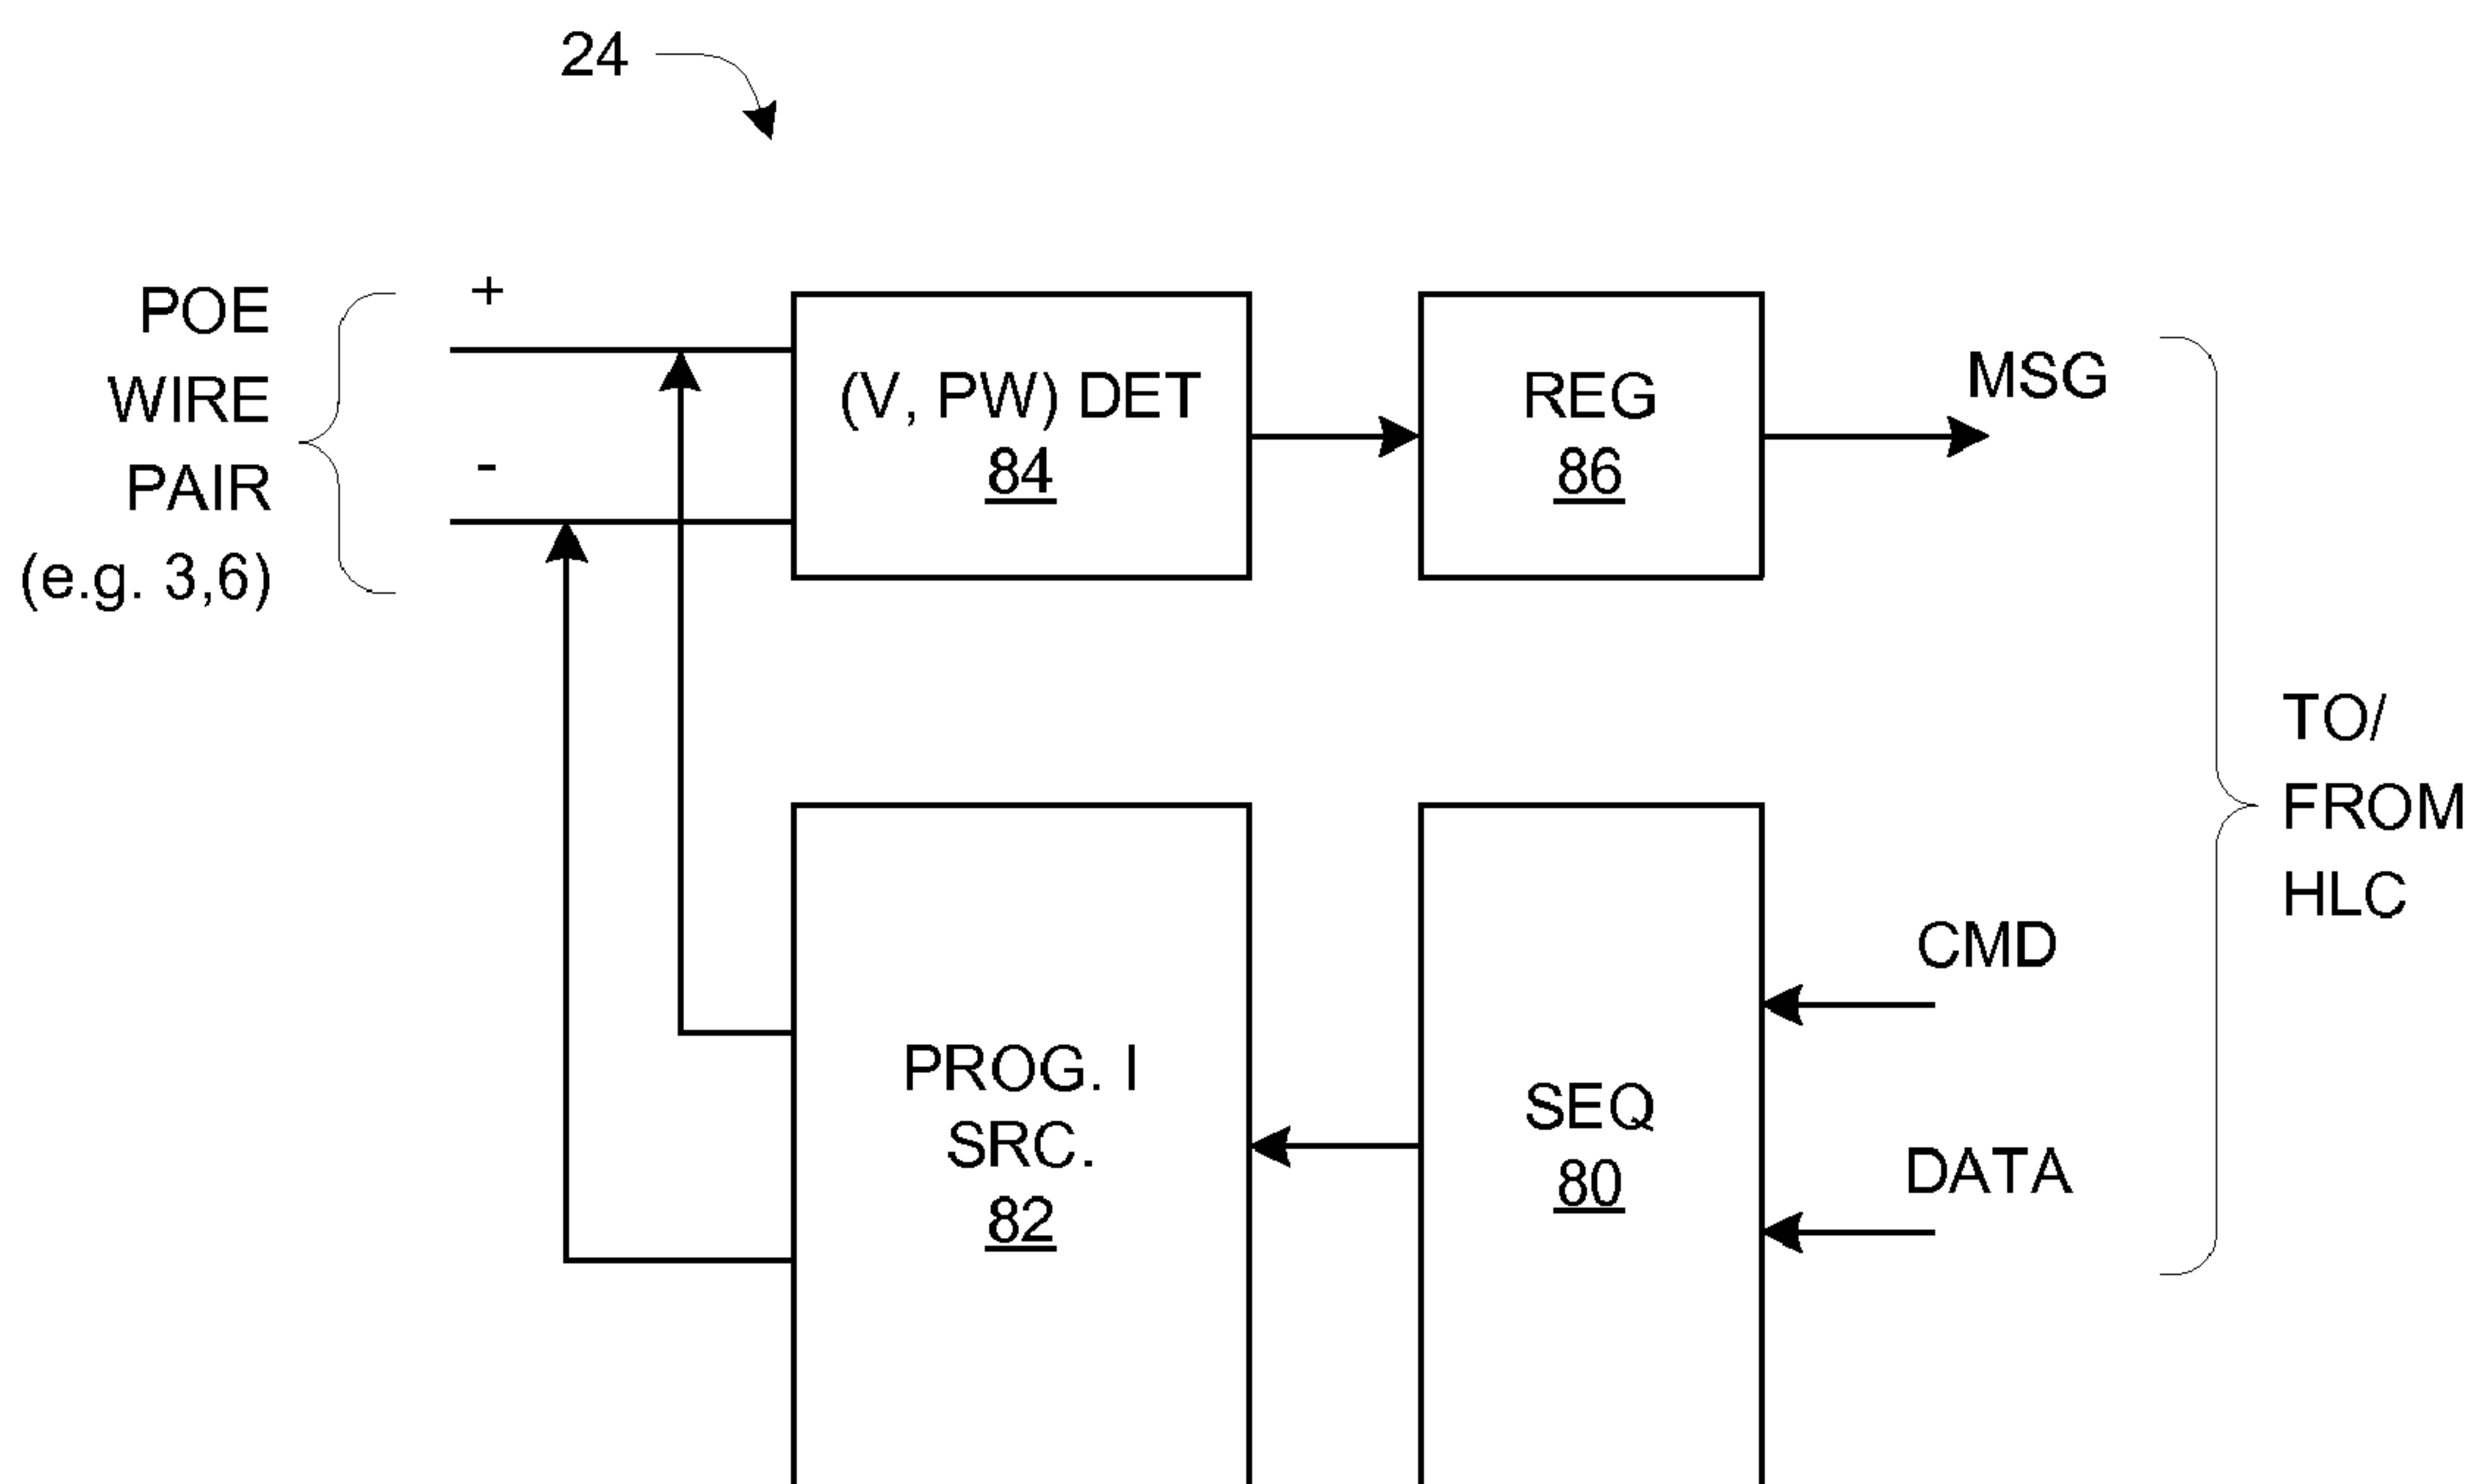 24
POE
WIRE
PAIR
(e.g. 3,6)
+
-
(V, PW) DET
84
REG
86
MSG
TO/
FROM
HLC
PROG. I
SRC.
82
SEQ
80
CMD
DATA